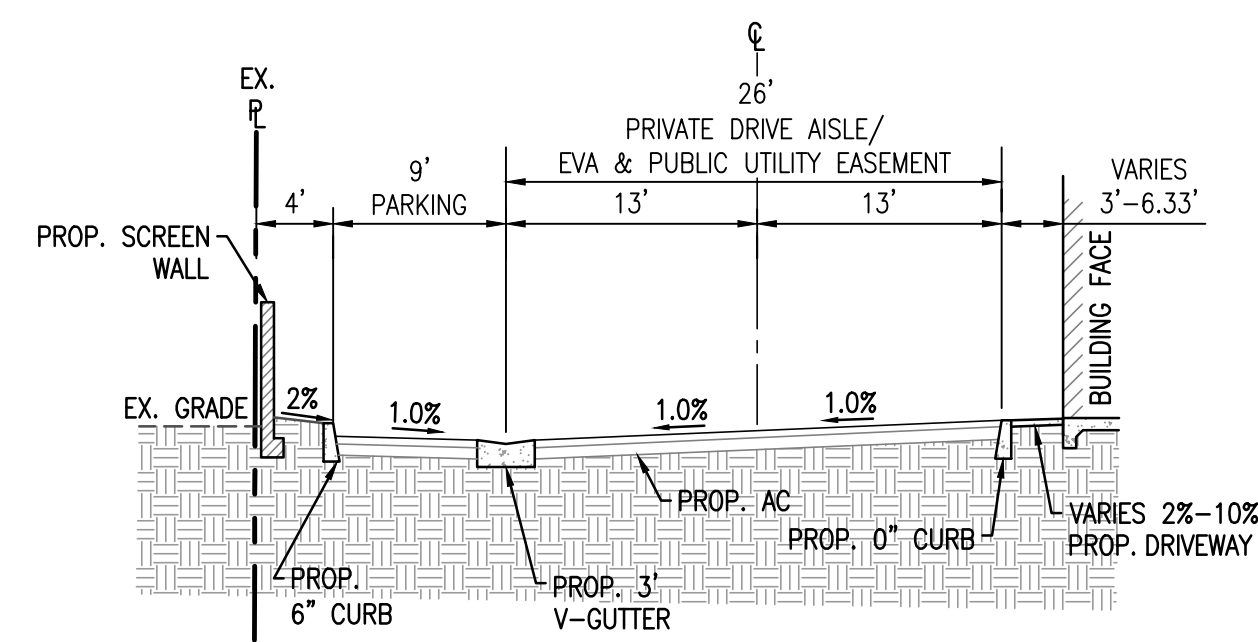 ℄
EX.
PL
26'
PRIVATE DRIVE AISLE/
EVA & PUBLIC UTILITY EASEMENT
9'
PARKING
4'
13'
13'
VARIES
3'-6.33'
PROP. SCREEN
WALL
BUILDING FACE
EX. GRADE
2%
1.0%
1.0%
1.0%
PROP. AC
PROP. 0" CURB
VARIES 2%-10%
PROP. DRIVEWAY
PROP.
6" CURB
PROP. 3'
V-GUTTER